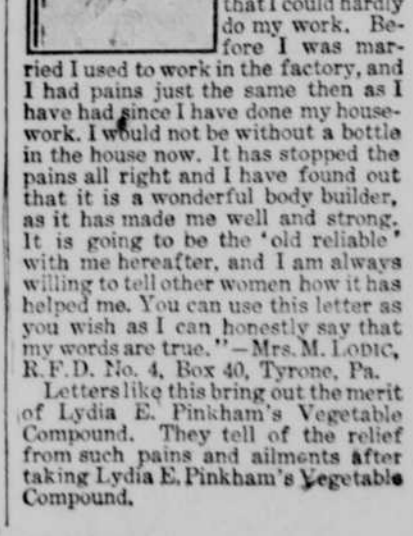 that I could hardly
do my work. Be-
fore I was mar-
ried I used to work in the factory, and
I had pains just the same then as I
have had since I have done my house-
work. I would not be without a bottle
in the house now. It has stopped the
pains all right and I have found out
that it is a wonderful body builder,
as it has made me well and strong.
It is going to be the 'old reliable'
with me hereafter, and I am always
willing to tell other women how it has
helped me. You can use this letter as
you wish as I can honestly say that
my words are true."—Mrs. M. LODIC,
R.F.D. No. 4, Box 40, Tyrone, Pa.
Letters like this bring out the merit
of Lydia E. Pinkham's Vegetable
Compound. They tell of the relief
from such pains and ailments after
taking Lydia E. Pinkham's Vegetable
Compound.